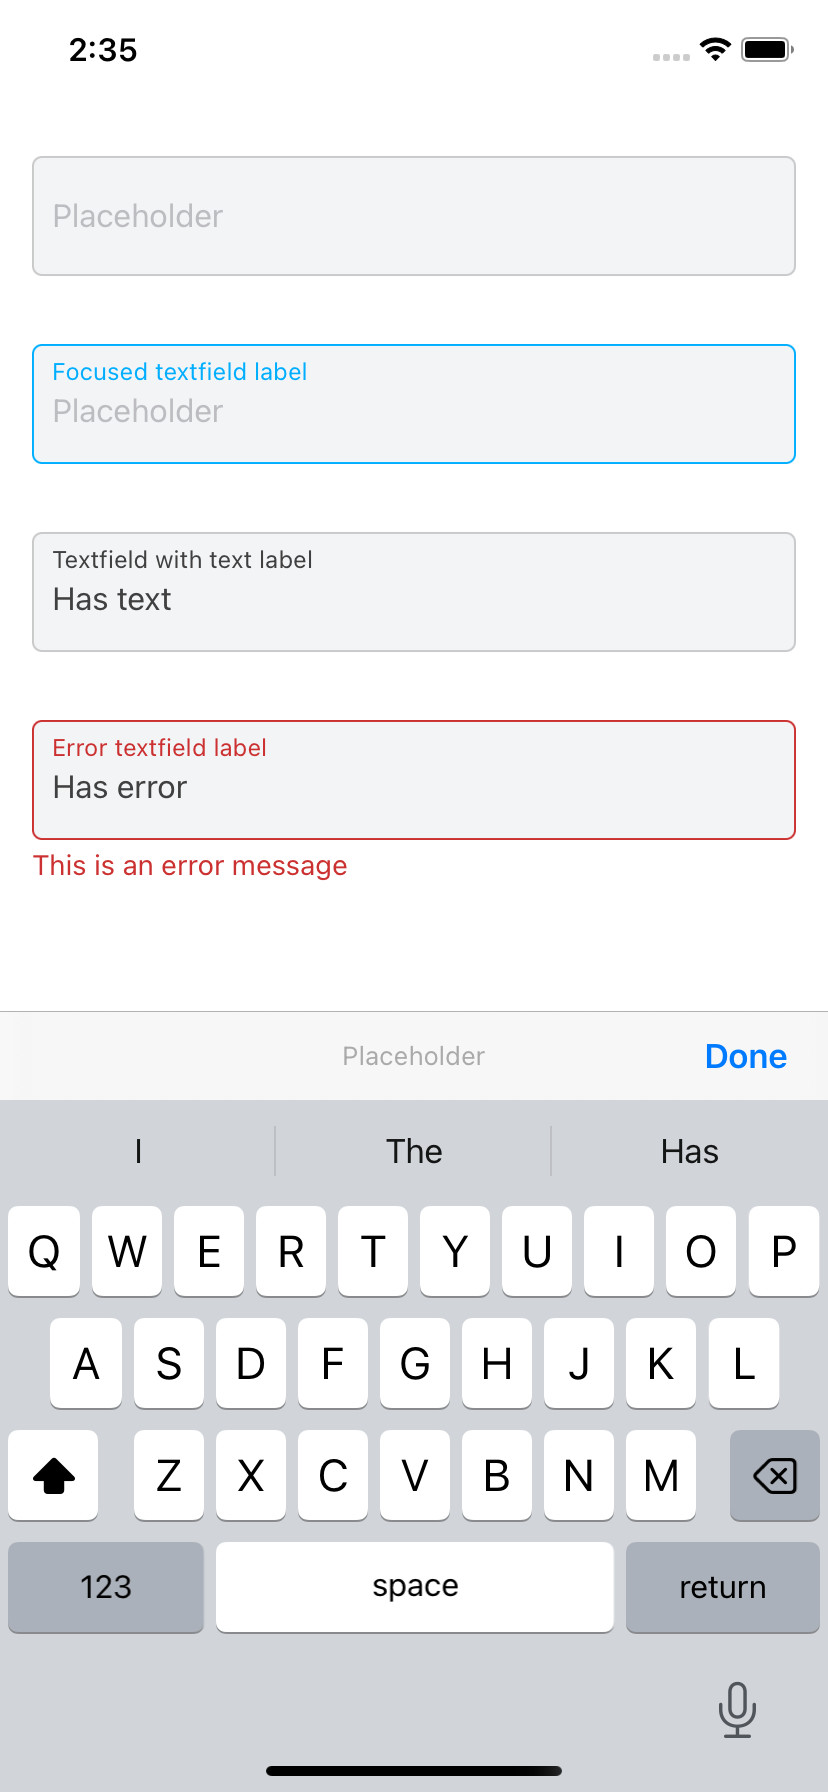 2:35
Placeholder
Focused textfield label
Placeholder
Textfield with text label
Has text
Error textfield label
Has error
This is an error message
Placeholder Done
I The Has
Q W E R T Y U I O P
A S D F G H J K L
Z X C V B N M
123 space return